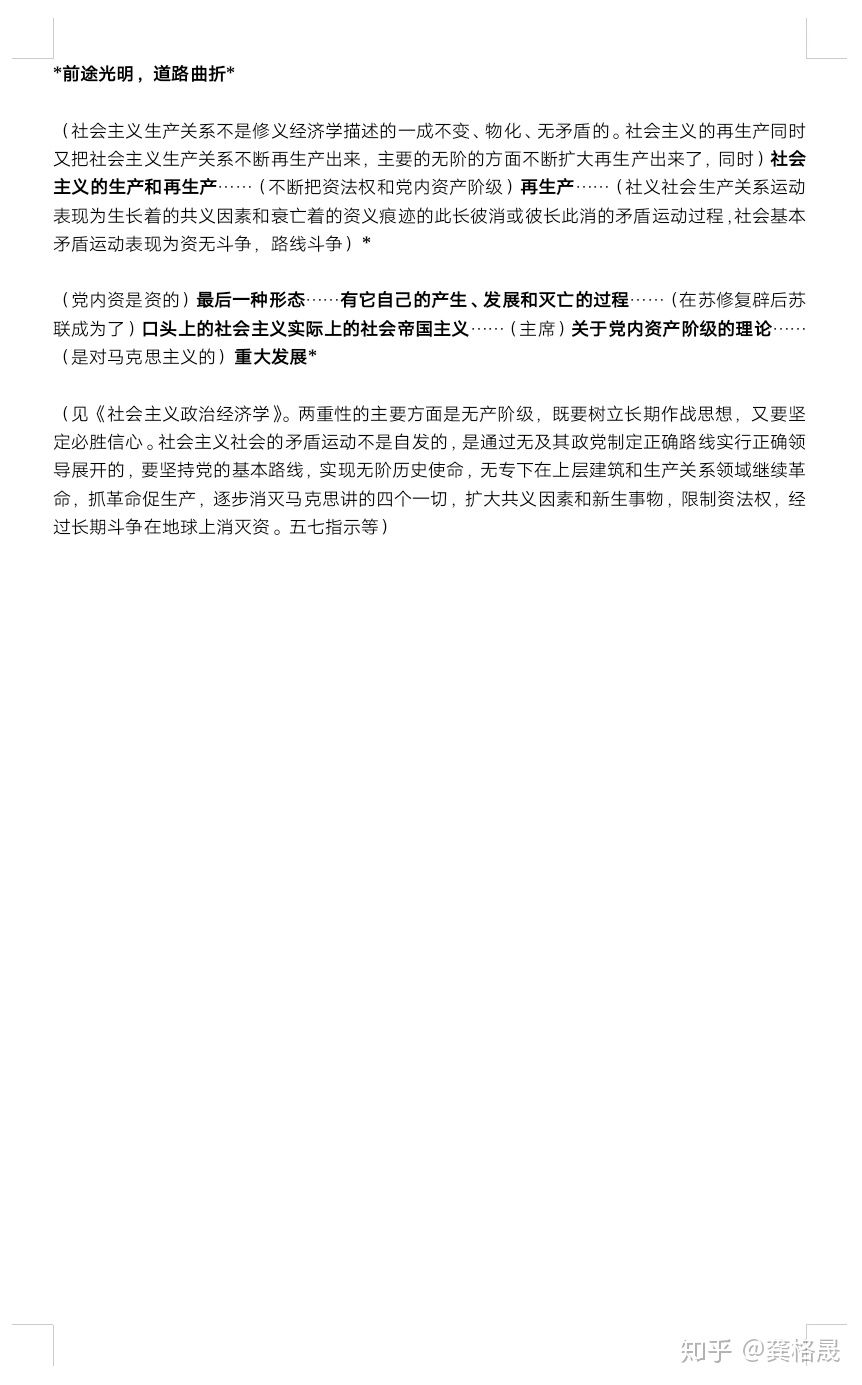 *前途光明，道路曲折*
（社会主义生产关系不是修义经济学描述的一成不变、物化、无矛盾的。社会主义的再生产同时
又把社会主义生产关系不断再生产出来，主要的无阶的方面不断扩大再生产出来了，同时）社会
主义的生产和再生产……（不断把资法权和党内资产阶级）再生产……（社义社会生产关系运动
表现为生长着的共义因素和衰亡着的资义痕迹的此长彼消或彼长此消的矛盾运动过程,社会基本
矛盾运动表现为资无斗争，路线斗争）*
（党内资是资的）最后一种形态……有它自己的产生、发展和灭亡的过程……（在苏修复辟后苏
联成为了）口头上的社会主义实际上的社会帝国主义……（主席）关于党内资产阶级的理论……
（是对马克思主义的）重大发展*
（见《社会主义政治经济学》。两重性的主要方面是无产阶级，既要树立长期作战思想，又要坚
定必胜信心。社会主义社会的矛盾运动不是自发的，是通过无及其政党制定正确路线实行正确领
导展开的，要坚持党的基本路线，实现无阶历史使命，无专下在上层建筑和生产关系领域继续革
命，抓革命促生产，逐步消灭马克思讲的四个一切，扩大共义因素和新生事物，限制资法权，经
过长期斗争在地球上消灭资。五七指示等）
知乎 @龚格晟